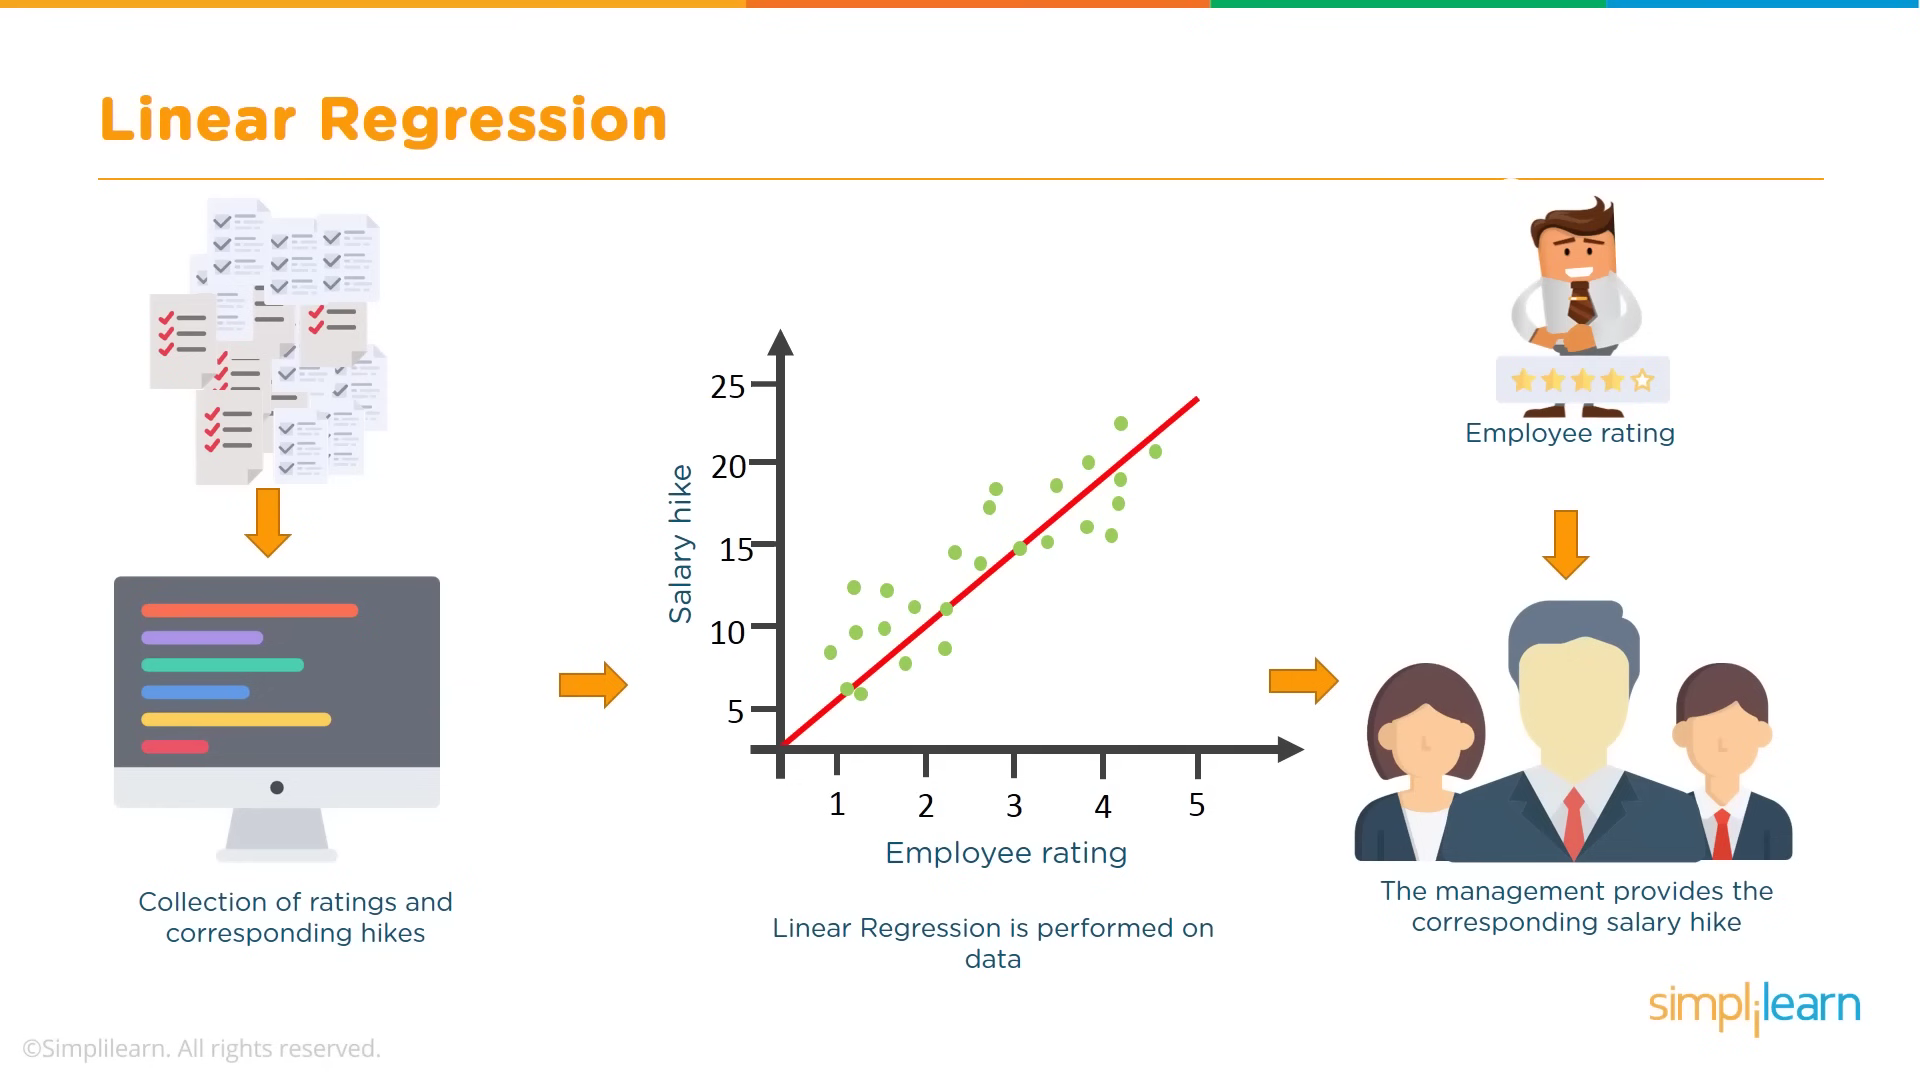 Linear Regression
Employee rating
25
20
15
10
5
Salary hike
1 2 3 4 5
Employee rating
Collection of ratings and
corresponding hikes
Linear Regression is performed on
data
The management provides the
corresponding salary hike
simplilearn
©Simplilearn. All rights reserved.